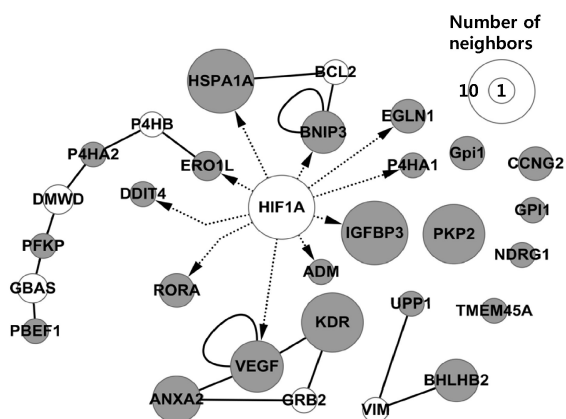 Number of
neighbors
10 1
HSPA1A
BCL2
BNIP3
EGLN1
P4HB
P4HA2
ERO1L
P4HA1
Gpi1
CCNG2
DDIT4
DMWD
HIF1A
GPI1
IGFBP3
PKP2
PFKP
NDRG1
ADM
GBAS
RORA
UPP1
TMEM45A
PBEF1
KDR
VEGF
BHLHB2
ANXA2
GRB2
VIM